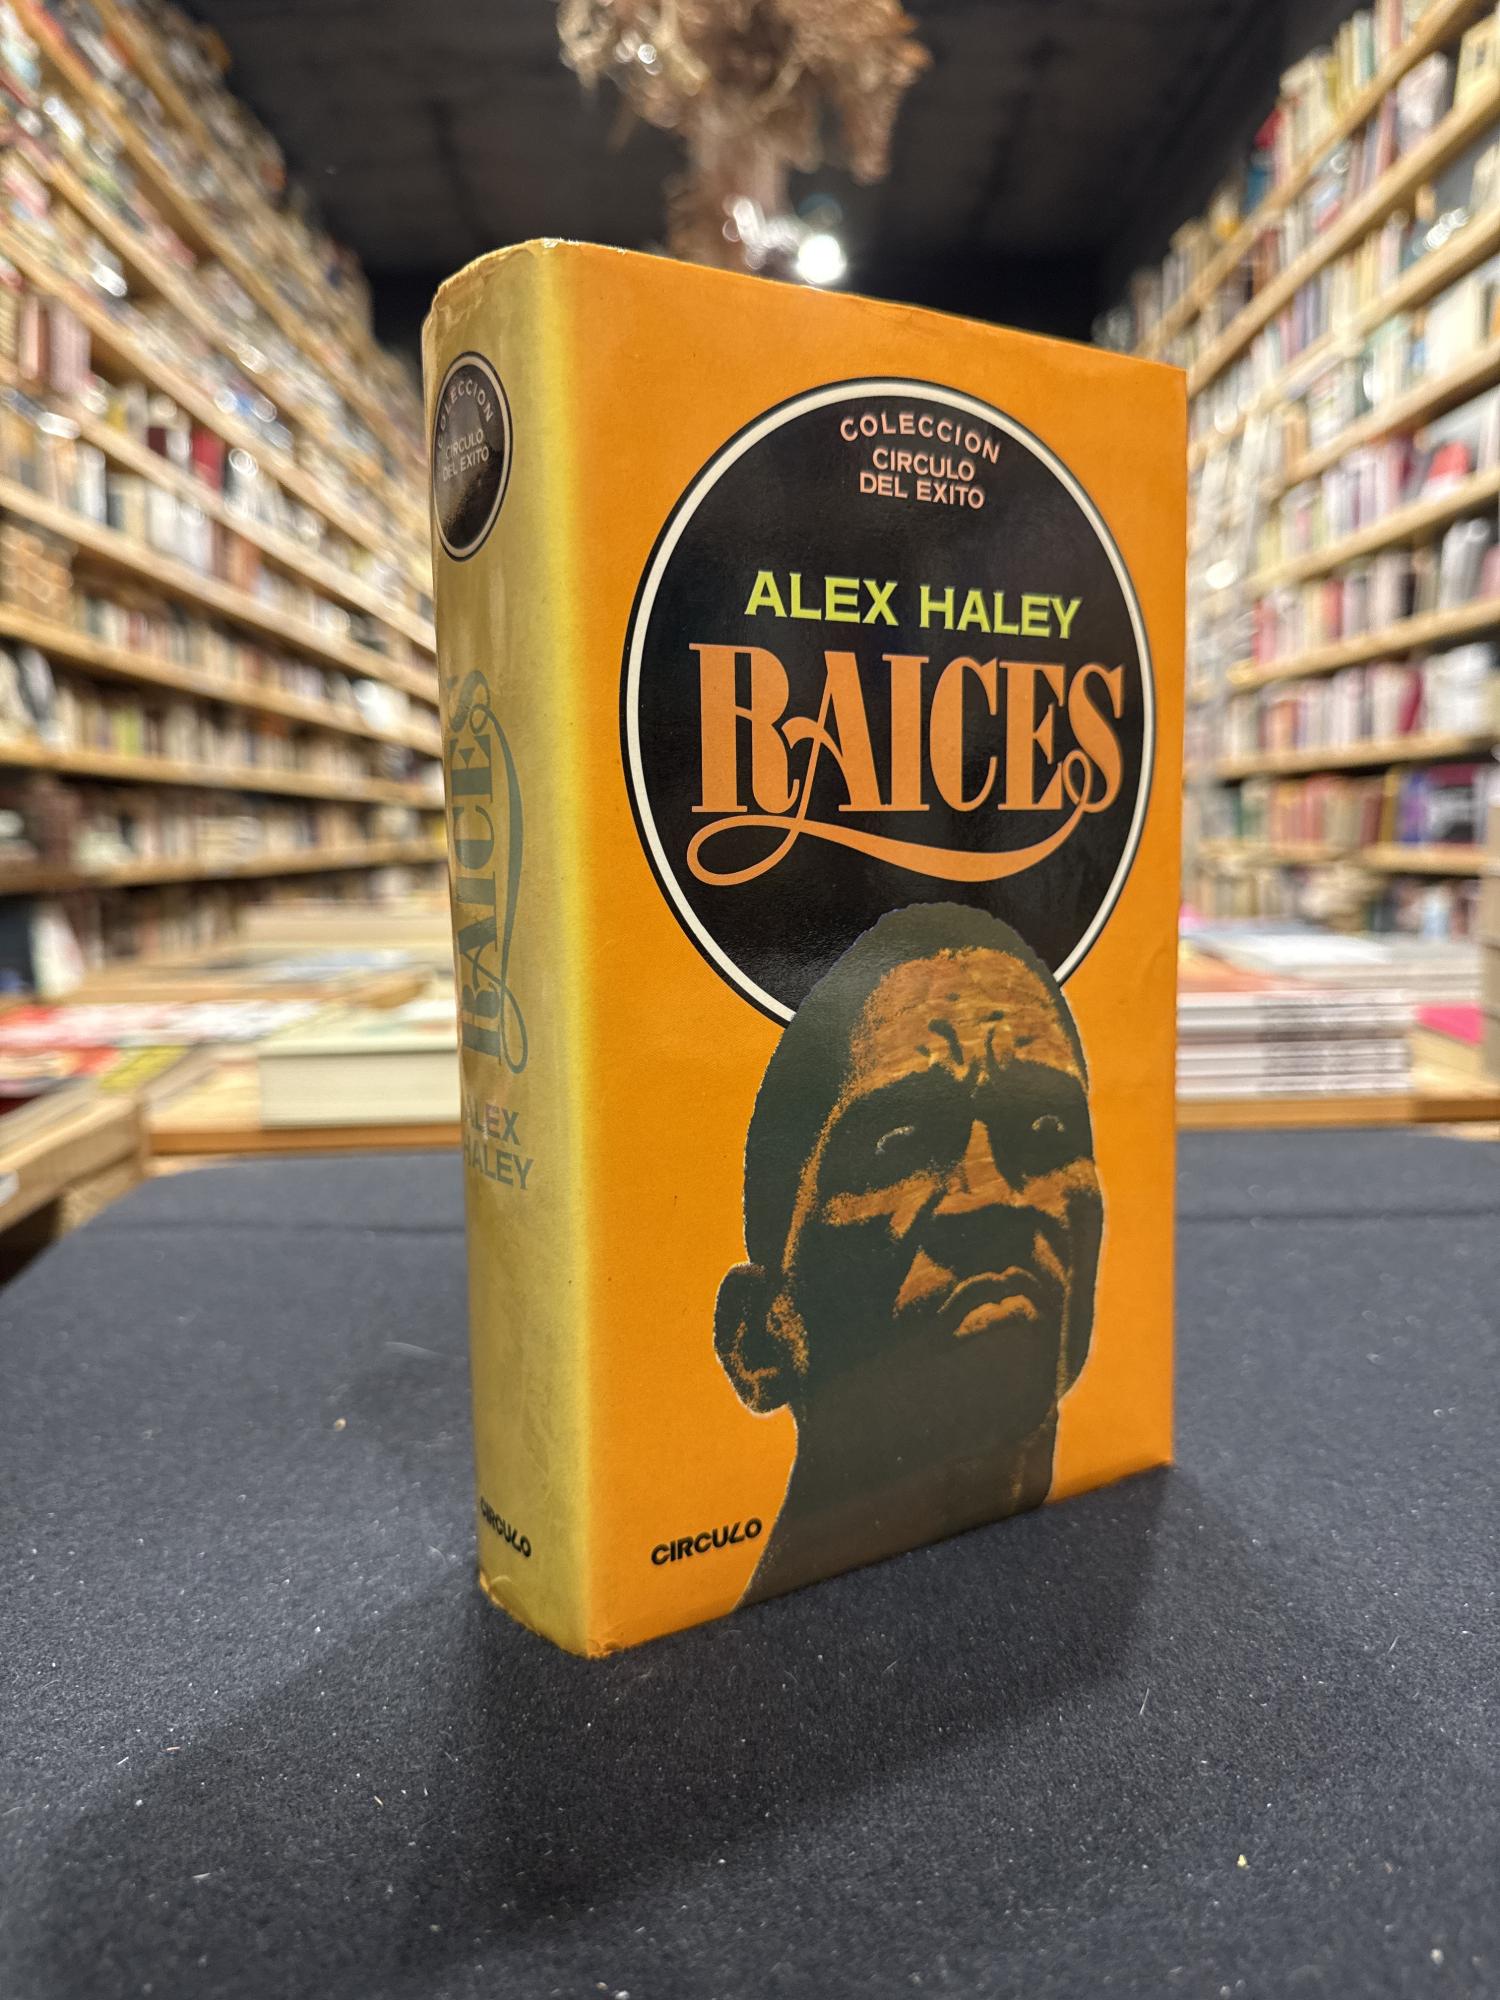 COLECCION
CIRCULO
DEL EXITO
RAICES
ALEX
HALEY
CIRCULO
COLECCION
CIRCULO
DEL EXITO
ALEX HALEY
RAICES
CIRCULO